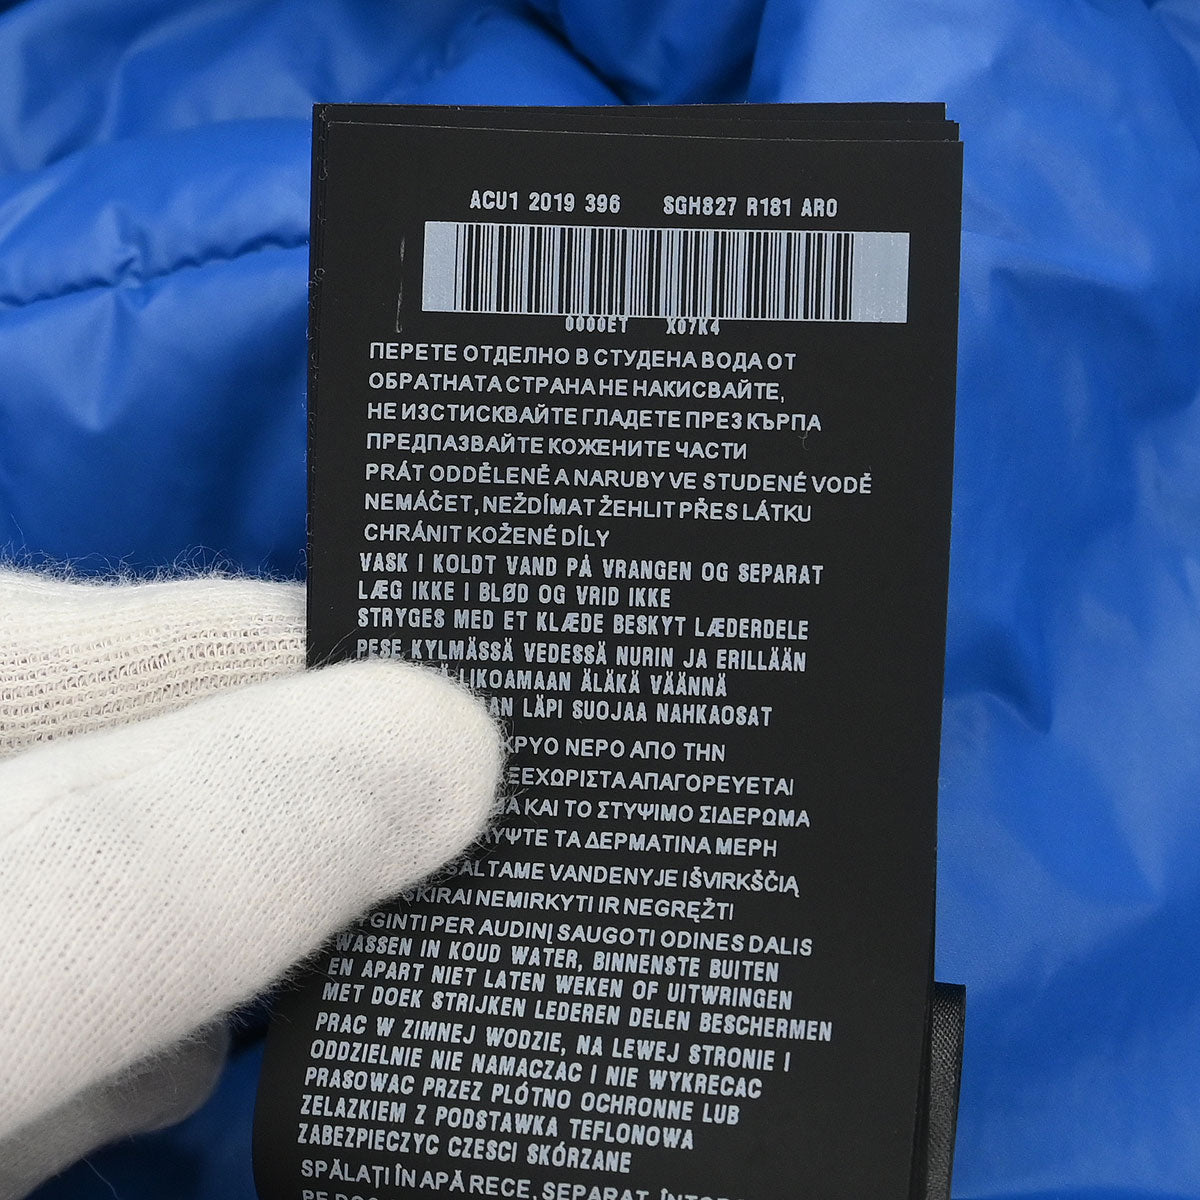 ACU1 2019 396 SGH827 R181 ARO
0000ET X07K4
ПЕРЕТЕ ОТДЕЛНО В СТУДЕНА ВОДА ОТ
ОБРАТНАТА СТРАНА НЕ НАКИСВАЙТЕ,
НЕ ИЗСТИСКВАЙТЕ ГЛАДЕТЕ ПРЕЗ КЪРПА
ПРЕДПАЗВАЙТЕ КОЖЕНИТЕ ЧАСТИ
PRÁT ODDĚLENĚ A NARUBY VE STUDENÉ VODĚ
NEMÁČET, NEŽDÍMAT ŽEHLIT PŘES LÁTKU
CHRÁNIT KOŽENÉ DÍLY
VASK I KOLDT VAND PÅ VRANGEN OG SEPARAT
LÆG IKKE I BLØD OG VRID IKKE
STRYGES MED ET KLÆDE BESKYT LÆDERDELE
PESE KYLMÄSSÄ VEDESSÄ NURIN JA ERILLÄÄN
LIKOAMAAN ÄLÄKÄ VÄÄNNÄ
LÄPI SUOJAA NAHKAOSAT
ΚΡΥΟ ΝΕΡΟ ΑΠΟ ΤΗΝ
ΞΕΧΩΡΙΣΤΑ ΑΠΑΓΟΡΕΥΕΤΑΙ
ΚΑΙ ΤΟ ΣΤΥΨΙΜΟ ΣΙΔΕΡΩΜΑ
ΤΑ ΔΕΡΜΑΤΙΝΑ ΜΕΡΗ
ŠALTAME VANDENYJE IŠVIRKŠČIĄ
SKIRAI NEMIRKYTI IR NEGRĘŽTI
LYGINTI PER AUDINĮ SAUGOTI ODINES DALIS
WASSEN IN KOUD WATER, BINNENSTE BUITEN
EN APART NIET LATEN WEKEN OF UITWRINGEN
MET DOEK STRIJKEN LEDEREN DELEN BESCHERMEN
PRAC W ZIMNEJ WODZIE, NA LEWEJ STRONIE I
ODDZIELNIE NIE NAMACZAC I NIE WYKRECAC
PRASOWAC PRZEZ PLÓTNO OCHRONNE LUB
ZELAZKIEM Z PODSTAWKA TEFLONOWA
ZABEZPIECZYC CZESCI SKÓRZANE
SPĂLAŢI ÎN APĂ RECE, SEPARAT, ÎNTORS